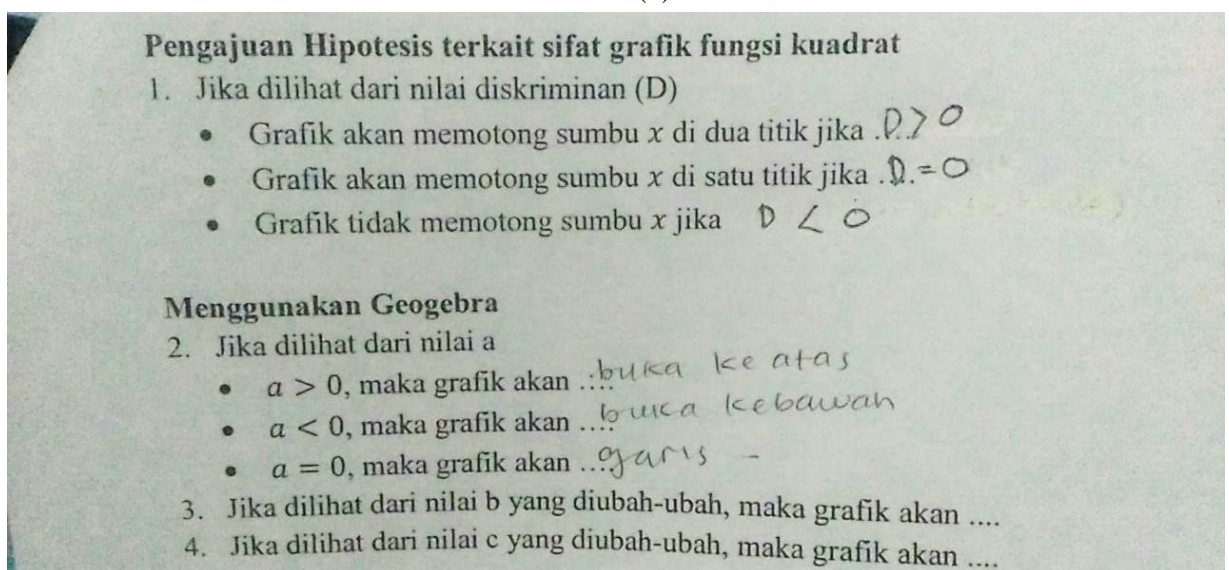 Pengajuan Hipotesis terkait sifat grafik fungsi kuadrat
1. Jika dilihat dari nilai diskriminan (D)
• Grafik akan memotong sumbu x di dua titik jika .D.> 0
• Grafik akan memotong sumbu x di satu titik jika .D.= 0
• Grafik tidak memotong sumbu x jika D < 0
Menggunakan Geogebra
2. Jika dilihat dari nilai a
• a > 0, maka grafik akan .... buka ke atas
• a < 0, maka grafik akan .... buka kebawah
• a = 0, maka grafik akan .... garis -
3. Jika dilihat dari nilai b yang diubah-ubah, maka grafik akan ....
4. Jika dilihat dari nilai c yang diubah-ubah, maka grafik akan ....